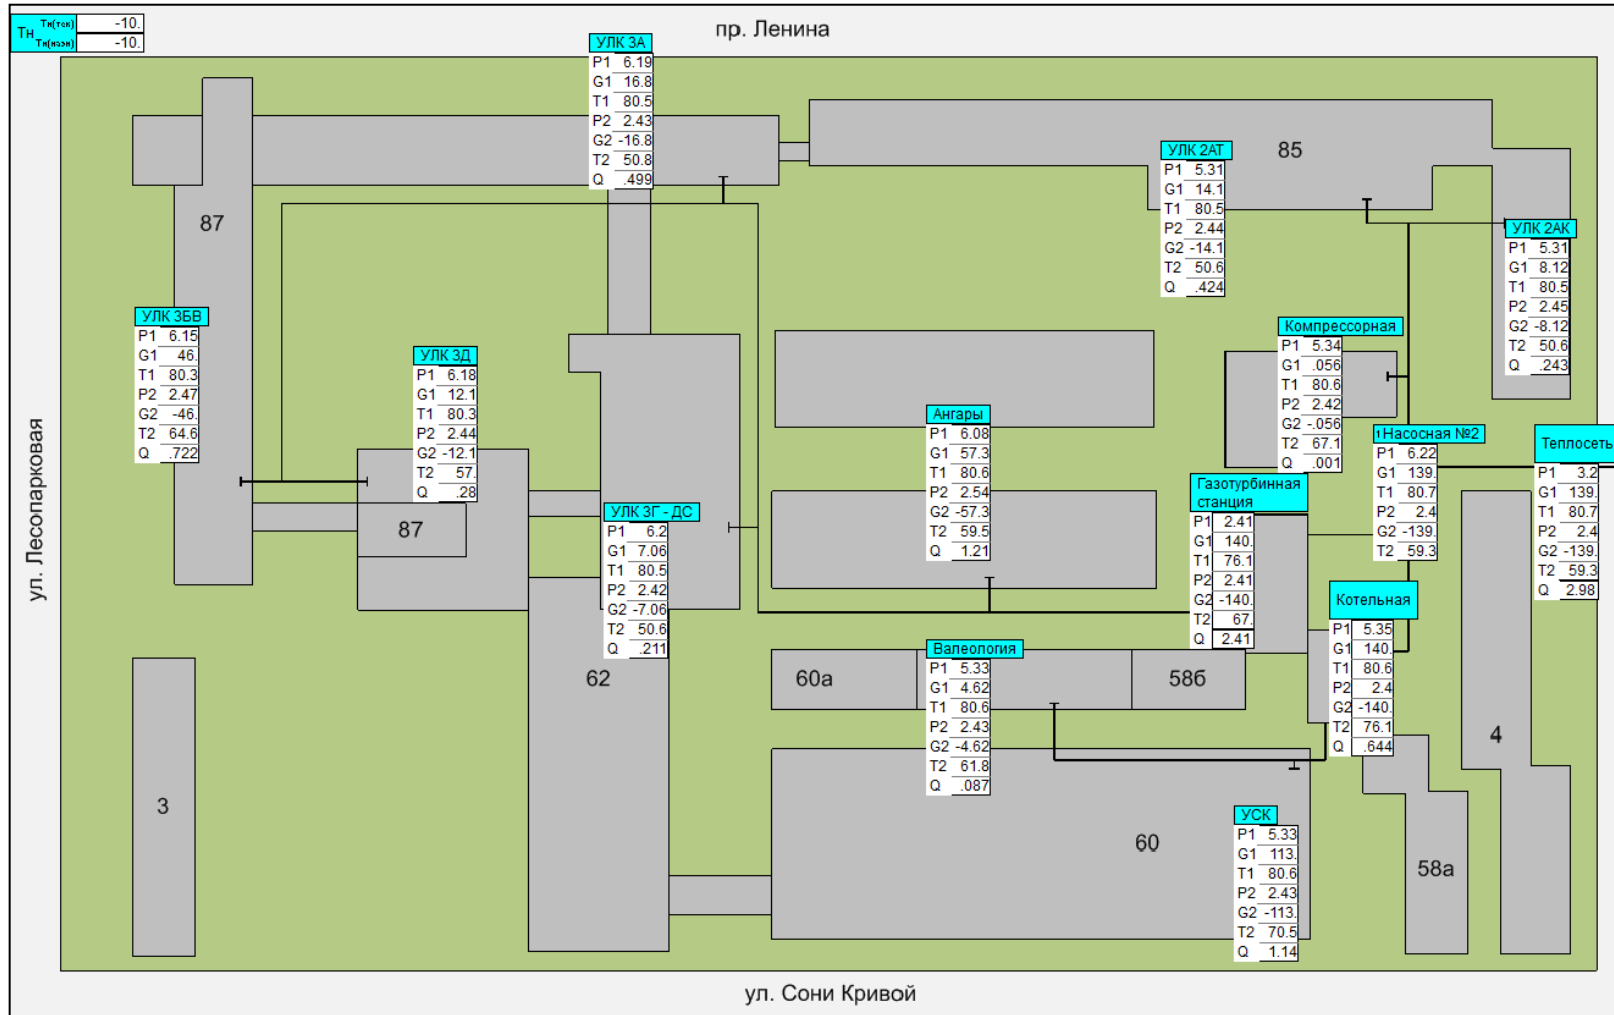 Тн Тн(тек) -10.
Тн(назн) -10.
пр. Ленина
УЛК 3А
P1 6.19
G1 16.8
T1 80.5
P2 2.43
G2 -16.8
T2 50.8
Q .499
УЛК 2АТ
P1 5.31
G1 14.1
T1 80.5
P2 2.44
G2 -14.1
T2 50.6
Q .424
85
87
УЛК 2АК
P1 5.31
G1 8.12
T1 80.5
P2 2.45
G2 -8.12
T2 50.6
Q .243
УЛК 3БВ
P1 6.15
G1 46.
T1 80.3
P2 2.47
G2 -46.
T2 64.6
Q .722
УЛК 3Д
P1 6.18
G1 12.1
T1 80.3
P2 2.44
G2 -12.1
T2 57.
Q .28
87
Компрессорная
P1 5.34
G1 .056
T1 80.6
P2 2.42
G2 -.056
T2 67.1
Q .001
Ангары
P1 6.08
G1 57.3
T1 80.6
P2 2.54
G2 -57.3
T2 59.5
Q 1.21
Насосная №2
P1 6.22
G1 139.
T1 80.7
P2 2.4
G2 -139.
T2 59.3
Теплосеть
P1 3.2
G1 139.
T1 80.7
P2 2.4
G2 -139.
T2 59.3
Q 2.98
Газотурбинная
станция
P1 2.41
G1 140.
T1 76.1
P2 2.41
G2 -140.
T2 67.
Q 2.41
УЛК 3Г - ДС
P1 6.2
G1 7.06
T1 80.5
P2 2.42
G2 -7.06
T2 50.6
Q .211
ул. Лесопарковая
Котельная
P1 5.35
G1 140.
T1 80.6
P2 2.4
G2 -140.
T2 76.1
Q .644
Валеология
P1 5.33
G1 4.62
T1 80.6
P2 2.43
G2 -4.62
T2 61.8
Q .087
62
60а
58б
4
3
УСК
P1 5.33
G1 113.
T1 80.6
P2 2.43
G2 -113.
T2 70.5
Q 1.14
60
58а
ул. Сони Кривой